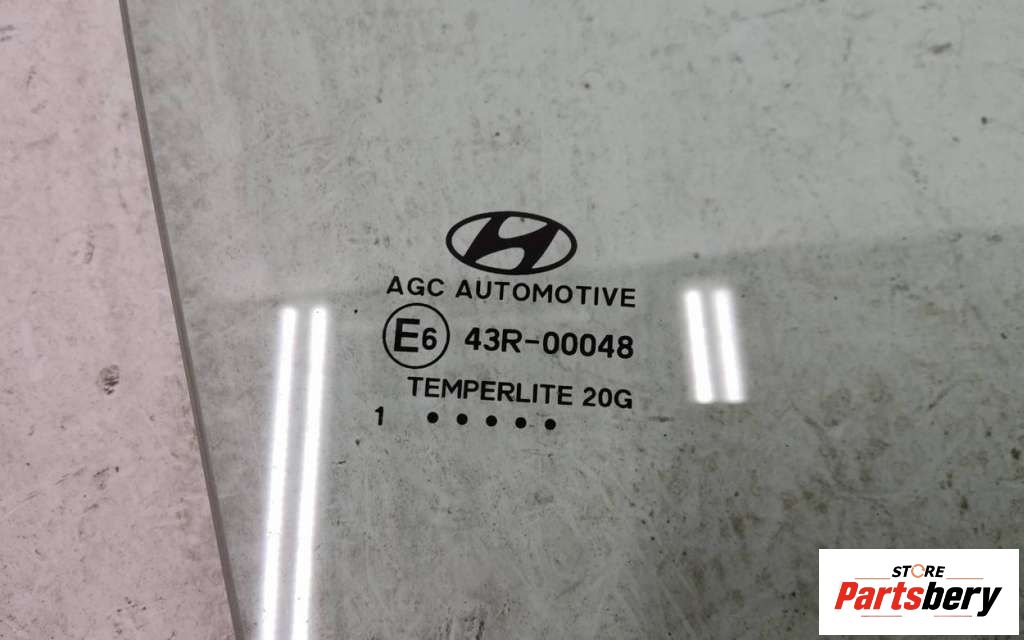 AGC AUTOMOTIVE
E6 43R-00048
TEMPERLITE 20G
1 • • • • •
STORE
Partsbery